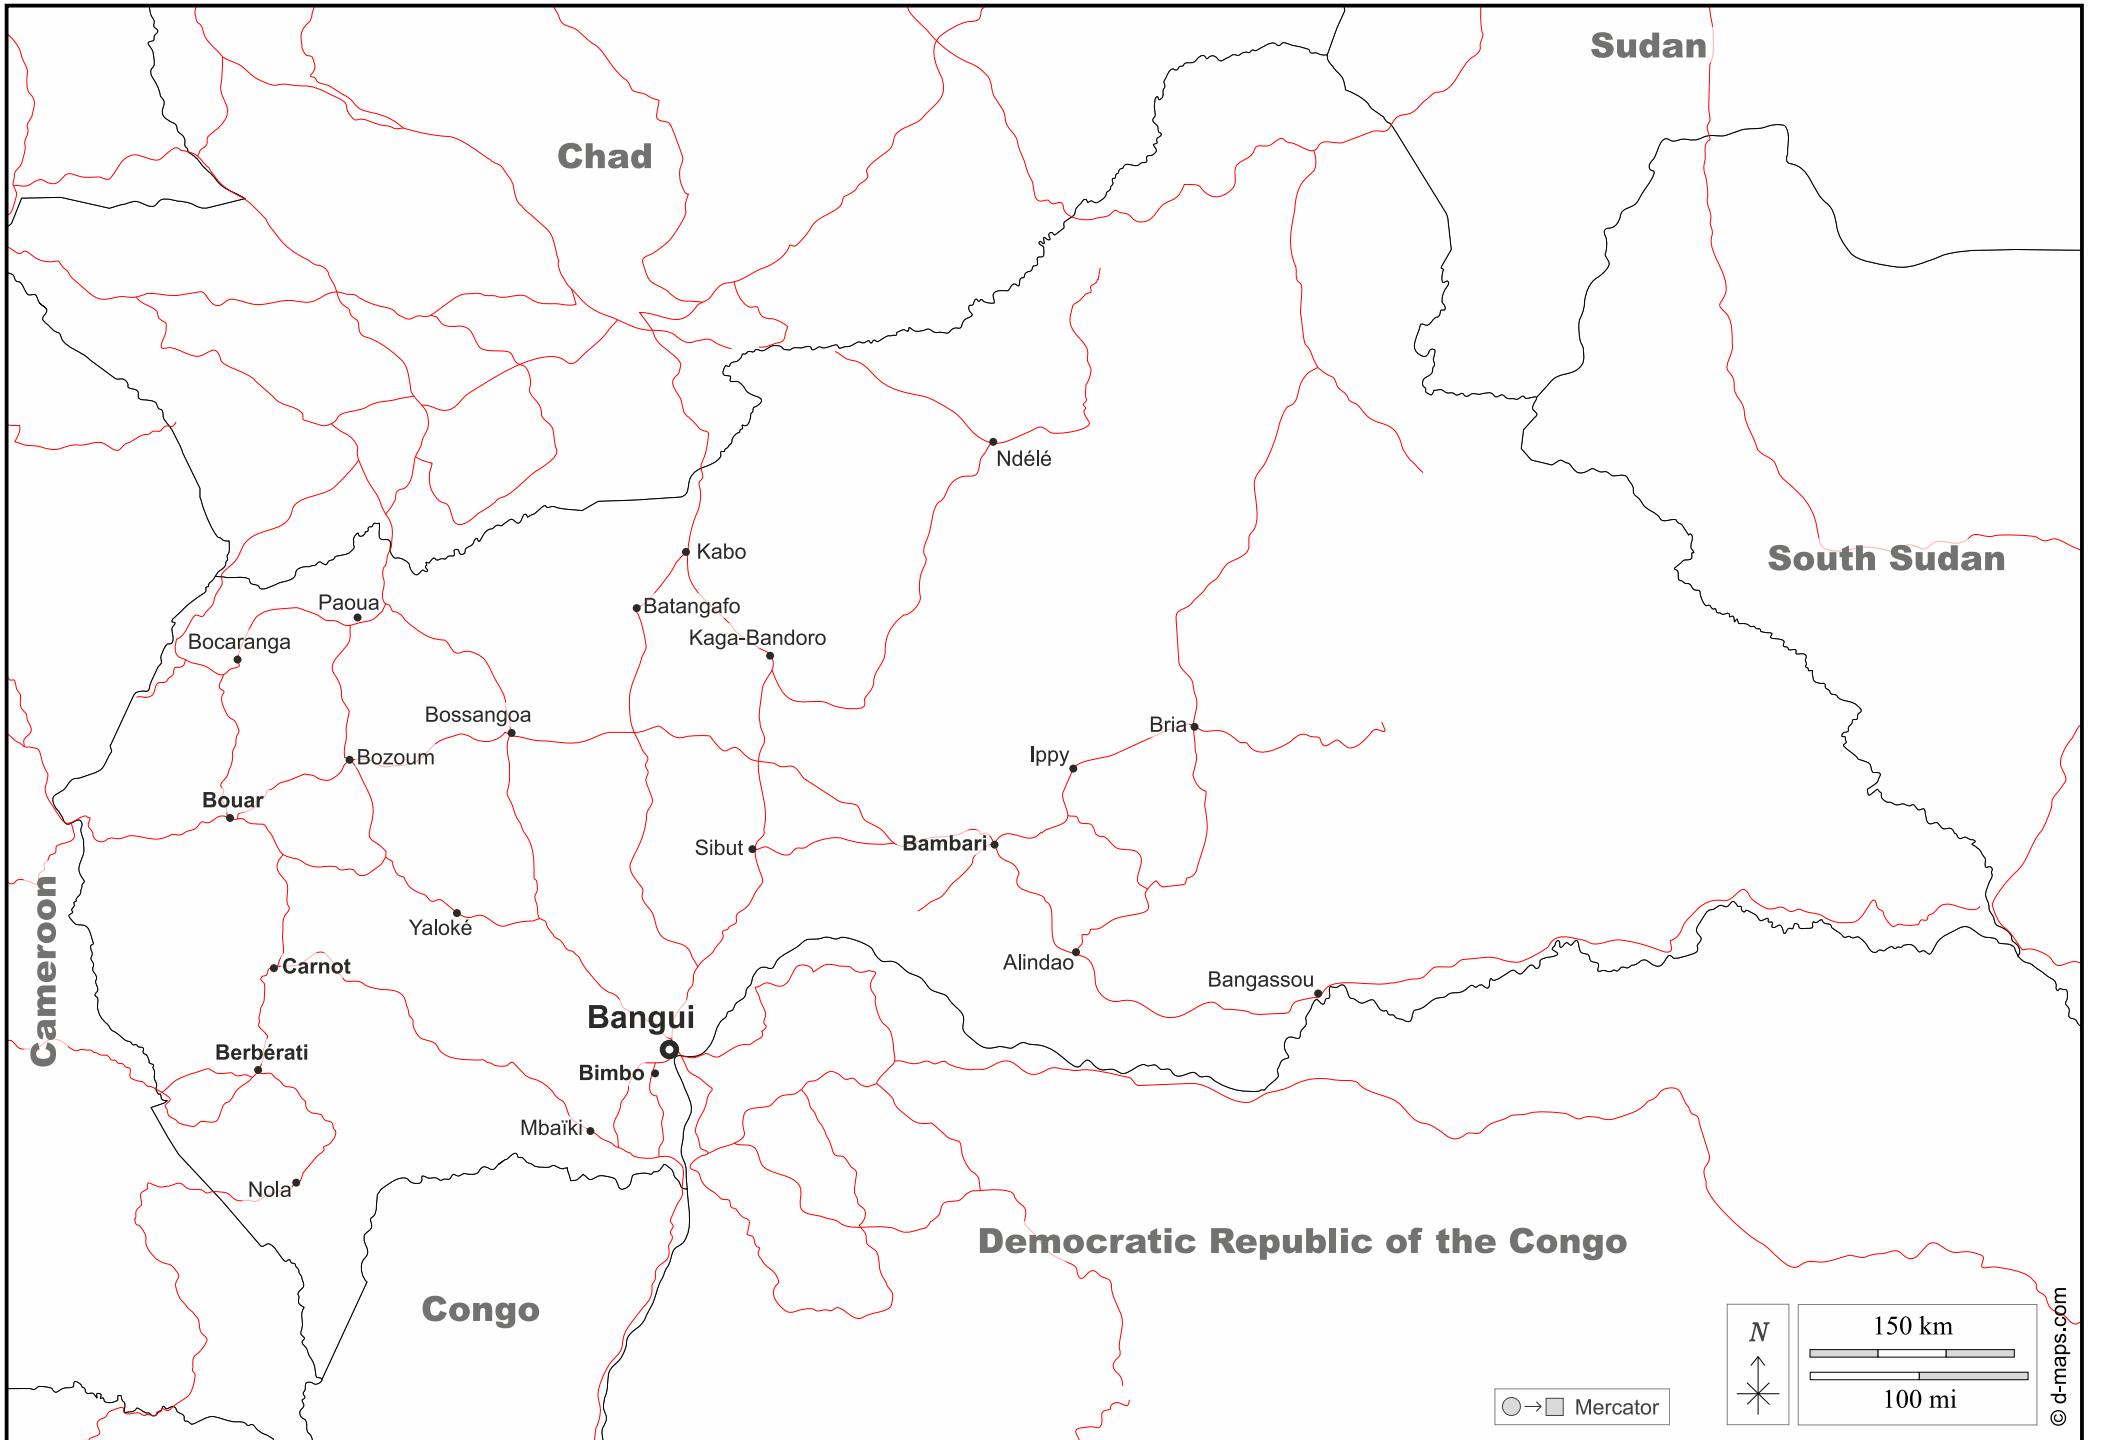 Sudan
Chad
Ndélé
Kabo
South Sudan
Paoua
Batangafo
Kaga-Bandoro
Bocaranga
Bossangoa
Bria
Ippy
Bozoum
Bouar
Sibut
Bambari
Cameroon
Yaloké
Alindao
Carnot
Bangassou
Bangui
Berbérati
Bimbo
Mbaïki
Nola
Democratic Republic of the Congo
Congo
N
150 km
100 mi
Mercator
© d-maps.com